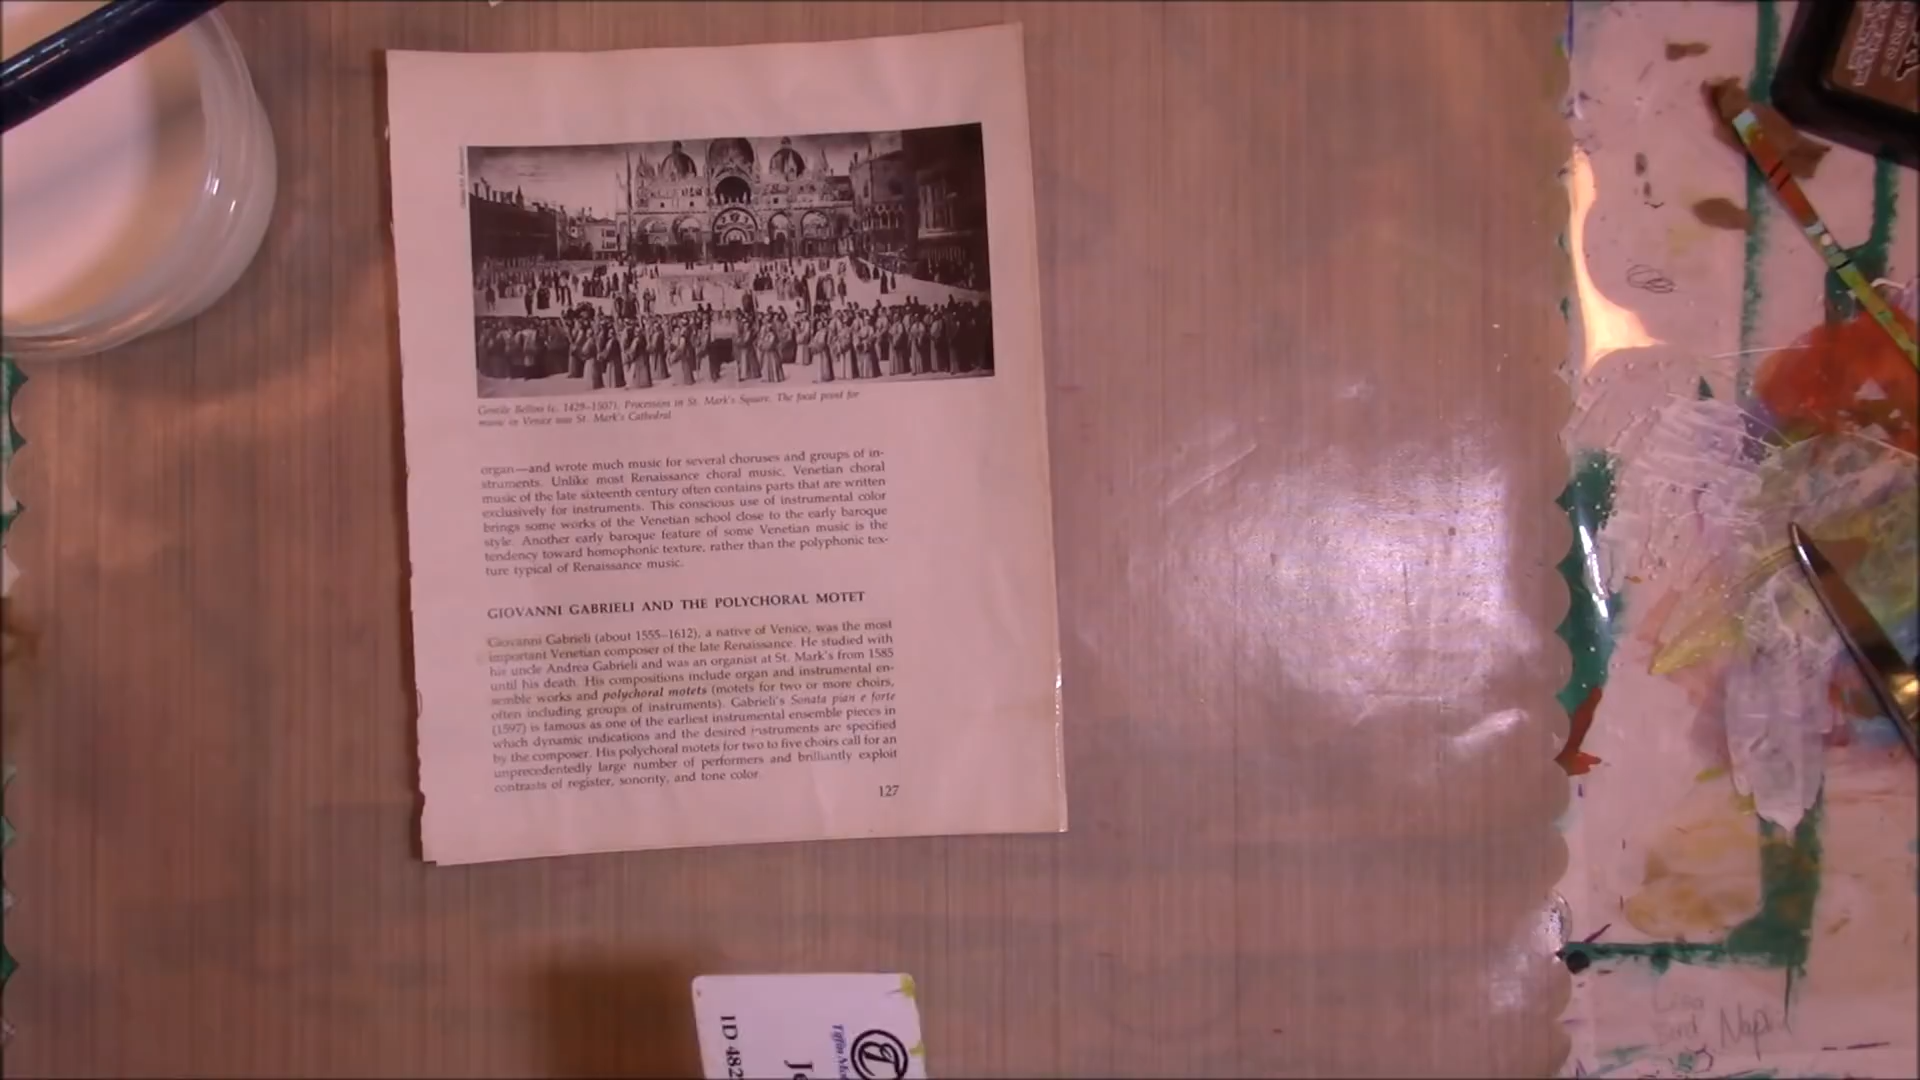 Gentile Bellini (c. 1429–1507), Procession in St. Mark's Square. The focal point for
music in Venice was St. Mark's Cathedral
organ—and wrote much music for several choruses and groups of in-
struments. Unlike most Renaissance choral music, Venetian choral
music of the late sixteenth century often contains parts that are written
exclusively for instruments. This conscious use of instrumental color
brings some works of the Venetian school close to the early baroque
style. Another early baroque feature of some Venetian music is the
tendency toward homophonic texture, rather than the polyphonic tex-
ture typical of Renaissance music.
GIOVANNI GABRIELI AND THE POLYCHORAL MOTET
Giovanni Gabrieli (about 1555–1612), a native of Venice, was the most
important Venetian composer of the late Renaissance. He studied with
his uncle Andrea Gabrieli and was an organist at St. Mark's from 1585
until his death. His compositions include organ and instrumental en-
semble works and polychoral motets (motets for two or more choirs,
often including groups of instruments). Gabrieli's Sonata pian e forte
(1597) is famous as one of the earliest instrumental ensemble pieces in
which dynamic indications and the desired instruments are specified
by the composer. His polychoral motets for two to five choirs call for an
unprecedentedly large number of performers and brilliantly exploit
contrasts of register, sonority, and tone color.
127
ID 482